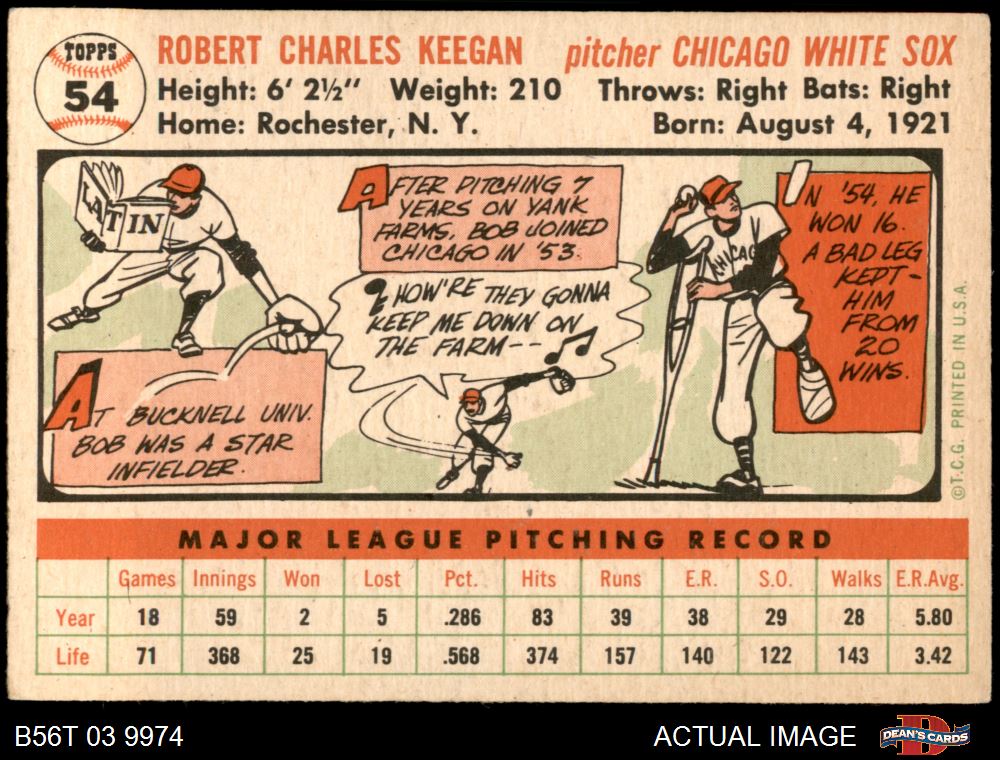 TOPPS
54
ROBERT CHARLES KEEGAN pitcher CHICAGO WHITE SOX
Height: 6' 2½" Weight: 210 Throws: Right Bats: Right
Home: Rochester, N. Y. Born: August 4, 1921
LATIN
AT BUCKNELL UNIV.
BOB WAS A STAR
INFIELDER.
AFTER PITCHING 7
YEARS ON YANK
FARMS, BOB JOINED
CHICAGO IN '53.
HOW'RE THEY GONNA
KEEP ME DOWN ON
THE FARM--
CHICAGO
IN '54, HE
WON 16.
A BAD LEG
KEPT-
HIM
FROM
20
WINS.
©T.C.G. PRINTED IN U.S.A.
MAJOR LEAGUE PITCHING RECORD
Games Innings Won Lost Pct. Hits Runs E.R. S.O. Walks E.R.Avg.
Year 18 59 2 5 .286 83 39 38 29 28 5.80
Life 71 368 25 19 .568 374 157 140 122 143 3.42
B56T 03 9974 ACTUAL IMAGE D DEAN'S CARDS